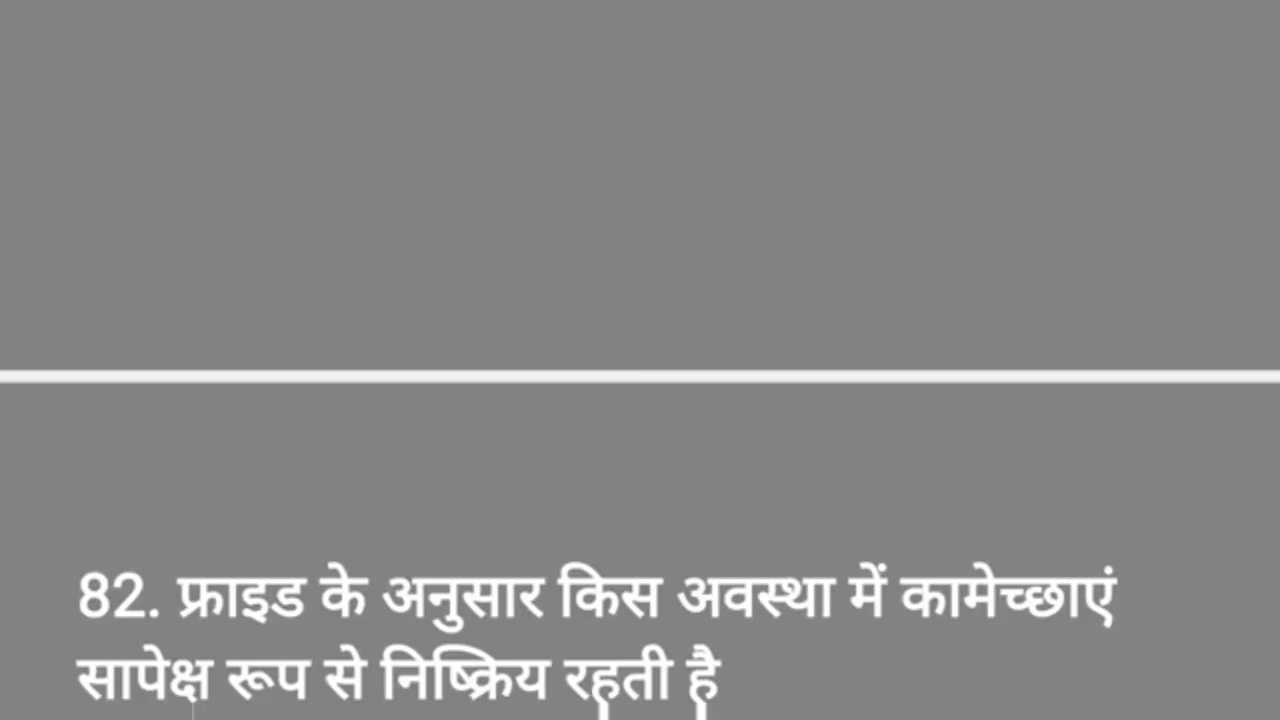 82. फ्राइड के अनुसार किस अवस्था में कामेच्छाएं
सापेक्ष रूप से निष्क्रिय रहती है